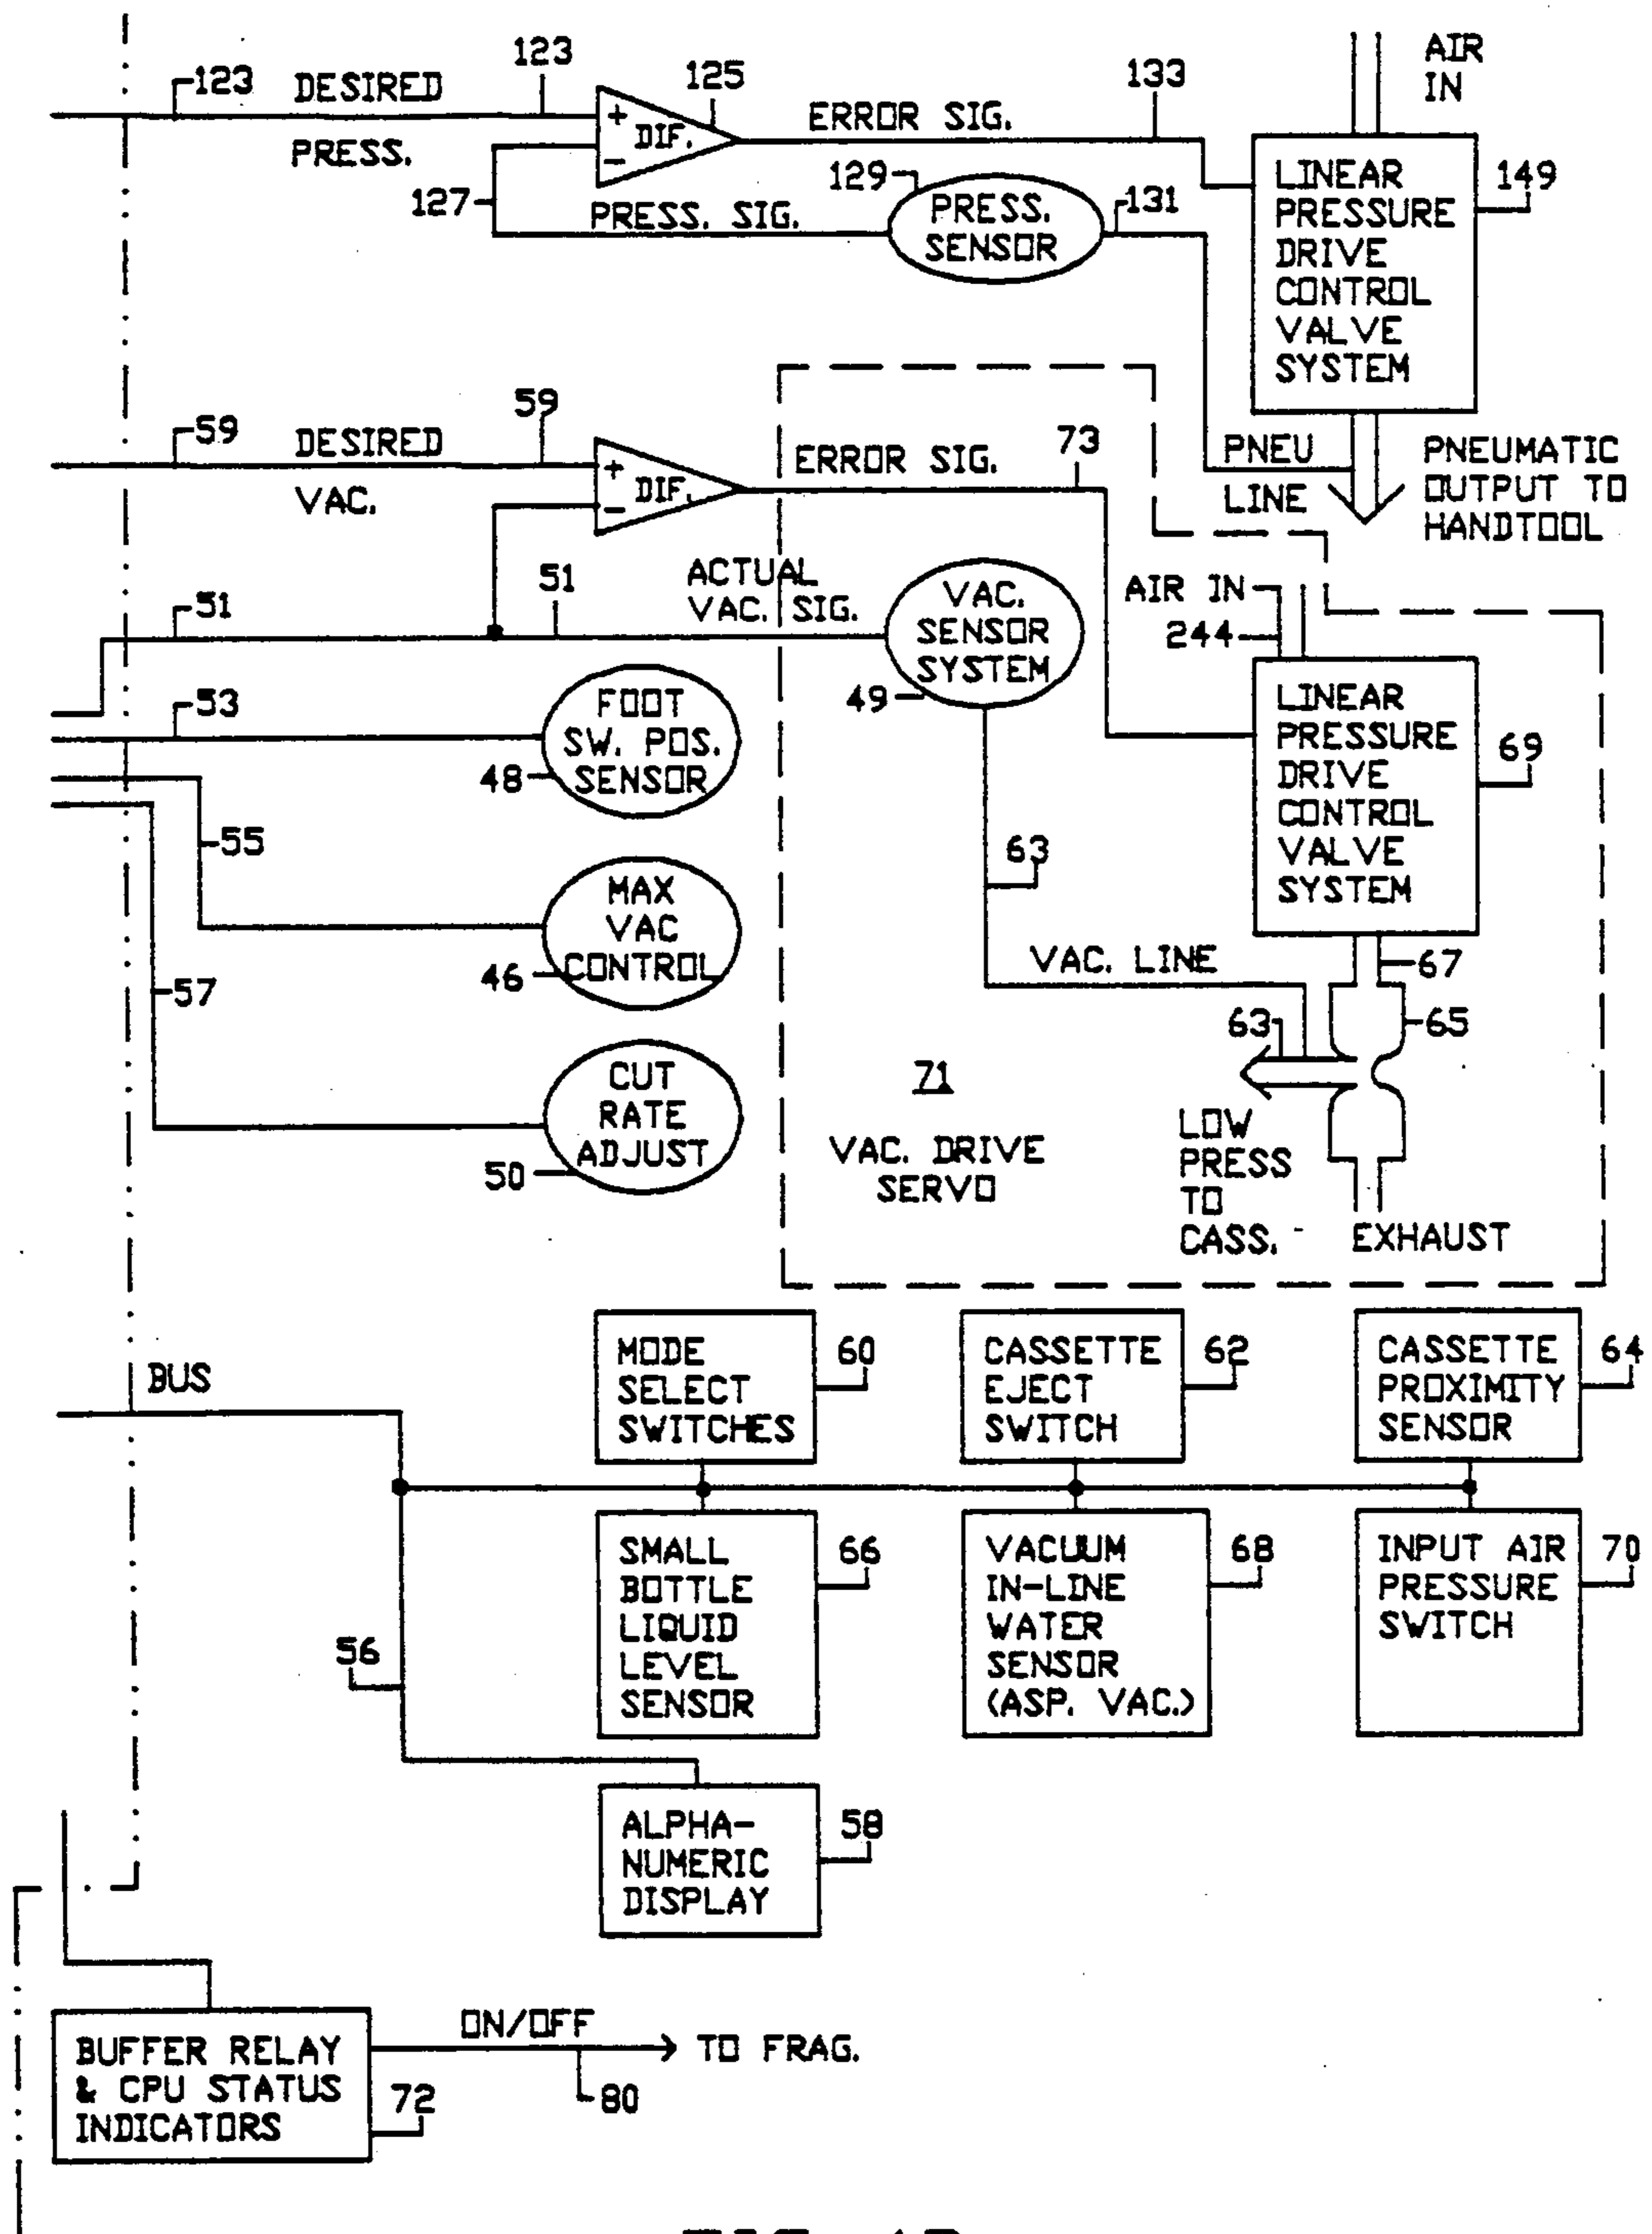 123
DESIRED
PRESS.
123
+
DIF.
-
125
ERROR SIG.
133
AIR
IN
127
PRESS. SIG.
129
PRESS.
SENSOR
131
LINEAR
PRESSURE
DRIVE
CONTROL
VALVE
SYSTEM
149
59
DESIRED
VAC.
59
+
DIF.
-
ERROR SIG.
73
PNEU
LINE
PNEUMATIC
OUTPUT TO
HANDTOOL
51
51
ACTUAL
VAC. SIG.
VAC.
SENSOR
SYSTEM
49
AIR IN
244
53
FOOT
SW. POS.
SENSOR
48
LINEAR
PRESSURE
DRIVE
CONTROL
VALVE
SYSTEM
69
55
MAX
VAC
CONTROL
46
63
VAC. LINE
67
57
63
65
CUT
RATE
ADJUST
50
71
VAC. DRIVE
SERVO
LOW
PRESS
TO
CASS.
EXHAUST
BUS
MODE
SELECT
SWITCHES
60
CASSETTE
EJECT
SWITCH
62
CASSETTE
PROXIMITY
SENSOR
64
SMALL
BOTTLE
LIQUID
LEVEL
SENSOR
66
VACUUM
IN-LINE
WATER
SENSOR
(ASP. VAC.)
68
INPUT AIR
PRESSURE
SWITCH
70
56
ALPHA-
NUMERIC
DISPLAY
58
BUFFER RELAY
& CPU STATUS
INDICATORS
72
ON/OFF
TO FRAG.
80